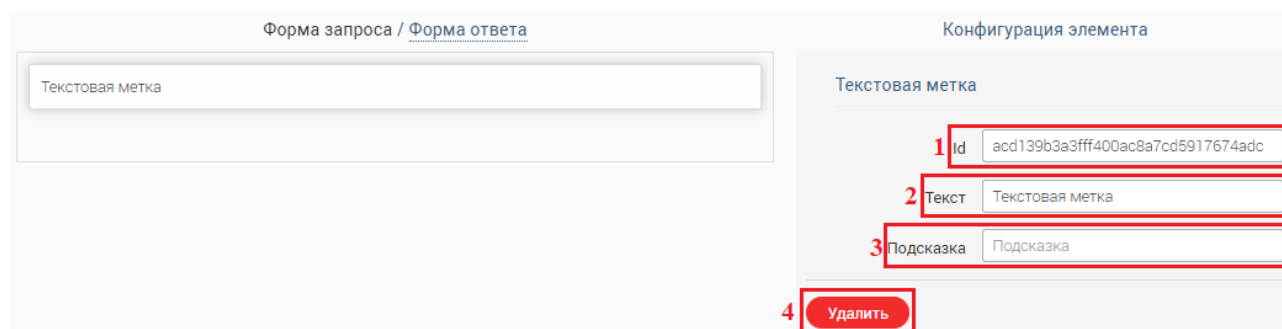 Форма запроса / Форма ответа
Конфигурация элемента
Текстовая метка
Текстовая метка
1 Id acd139b3a3fff400ac8a7cd5917674adc
2 Текст Текстовая метка
3 Подсказка Подсказка
4 Удалить